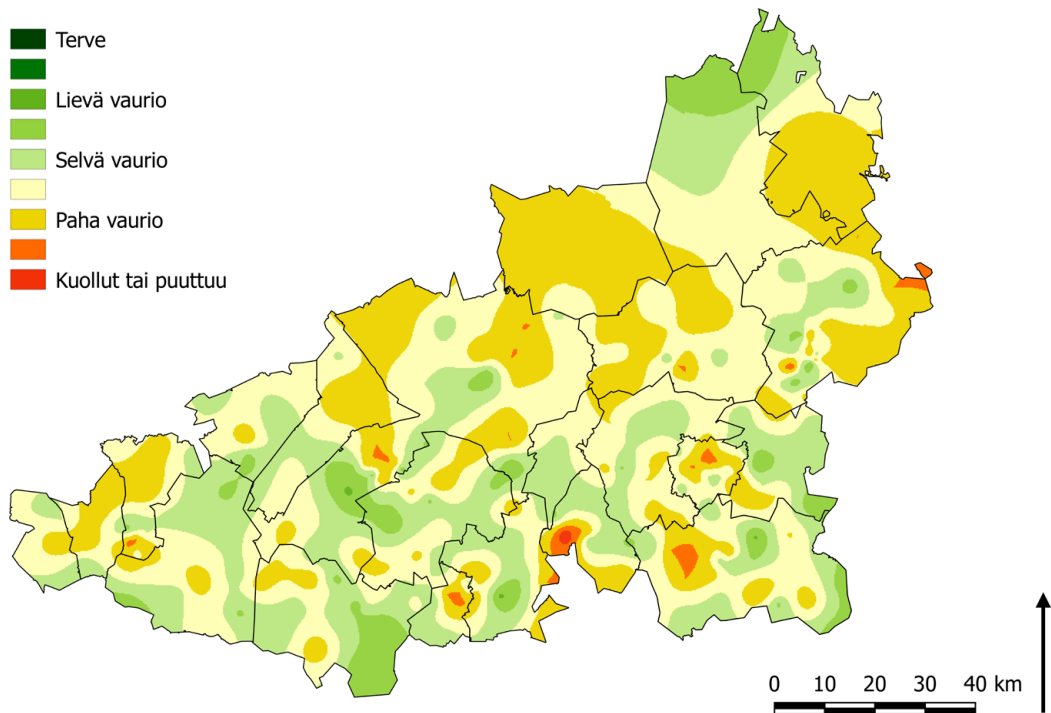 Terve
Lievä vaurio
Selvä vaurio
Paha vaurio
Kuollut tai puuttuu
0 10 20 30 40 km